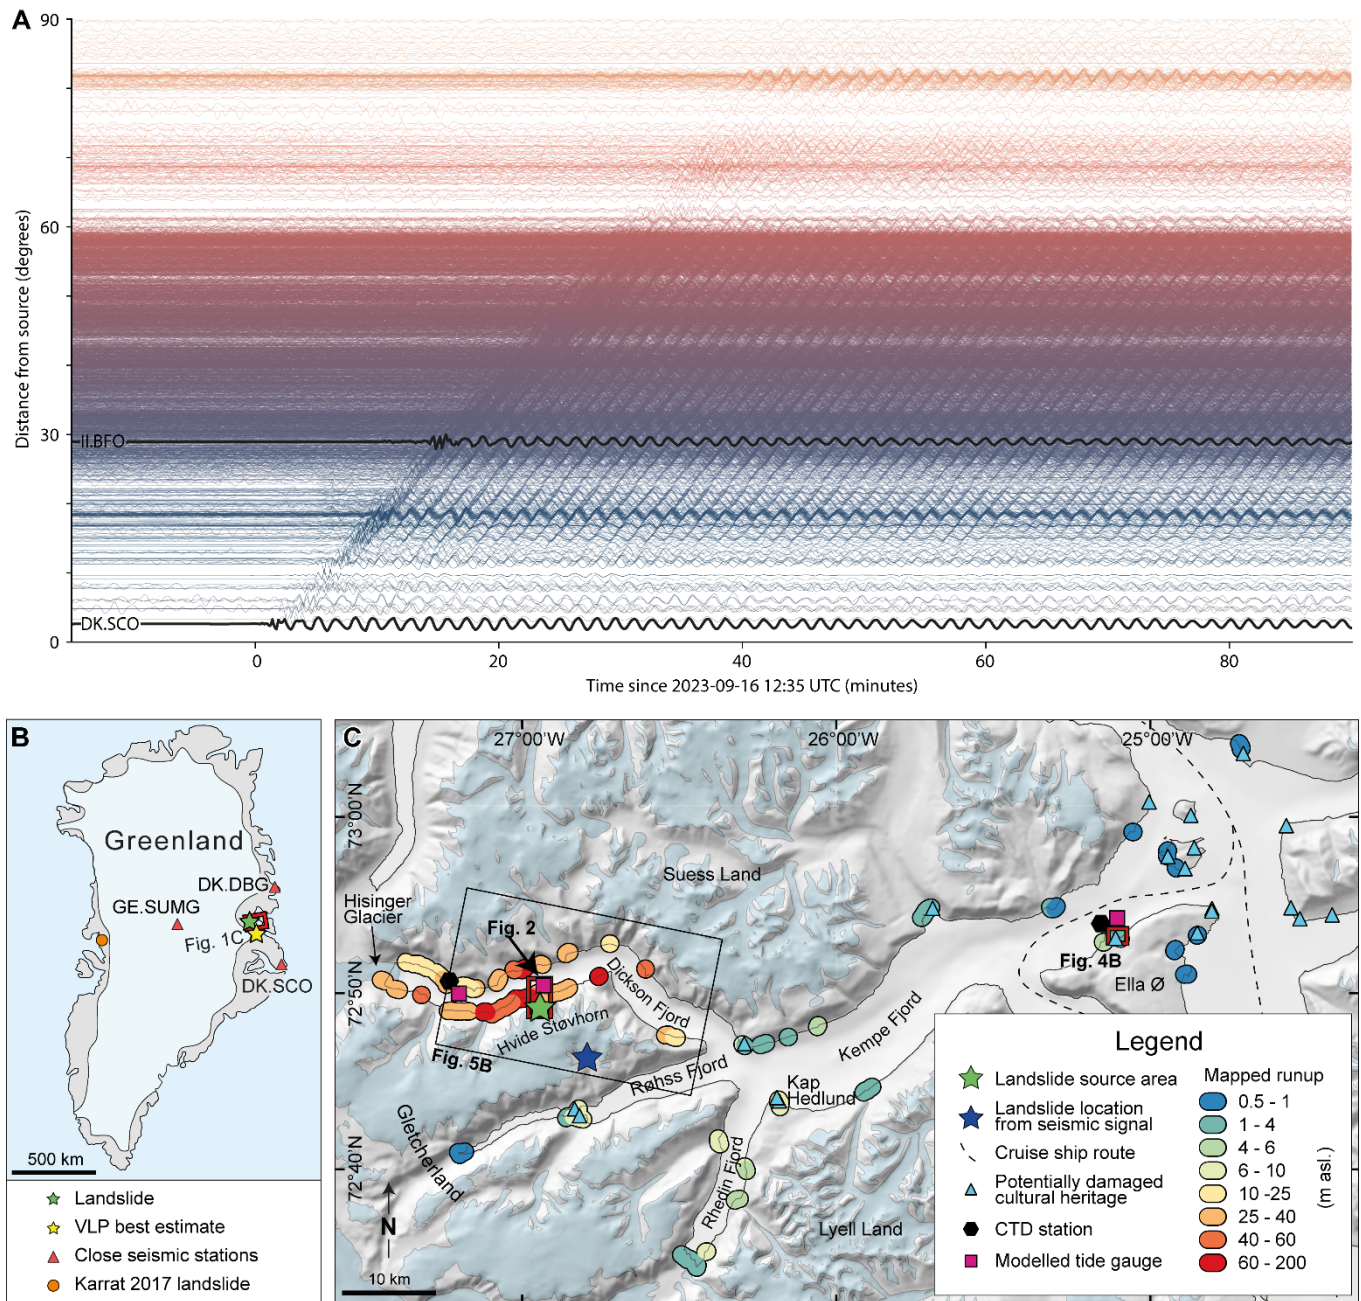 A
90
60
30
0
Distance from source (degrees)
II.BFO
DK.SCO
0
20
40
60
80
Time since 2023-09-16 12:35 UTC (minutes)
B
Greenland
DK.DBG
GE.SUMG
Fig. 1C
DK.SCO
500 km
Landslide
VLP best estimate
Close seismic stations
Karrat 2017 landslide
C
27°00'W
26°00'W
25°00'W
73°00'N
72°50'N
72°40'N
Suess Land
Hisinger
Glacier
Fig. 2
Dickson Fjord
Hvide Støvhorn
Fig. 5B
Røhss Fjord
Kempe Fjord
Kap
Hedlund
Gletcherland
Rhedin Fjord
Lyell Land
Fig. 4B
Ella Ø
N
10 km
Legend
Landslide source area
Landslide location
from seismic signal
Cruise ship route
Potentially damaged
cultural heritage
CTD station
Modelled tide gauge
Mapped runup
0.5 - 1
1 - 4
4 - 6
6 - 10
10 -25
25 - 40
40 - 60
60 - 200
(m asl.)